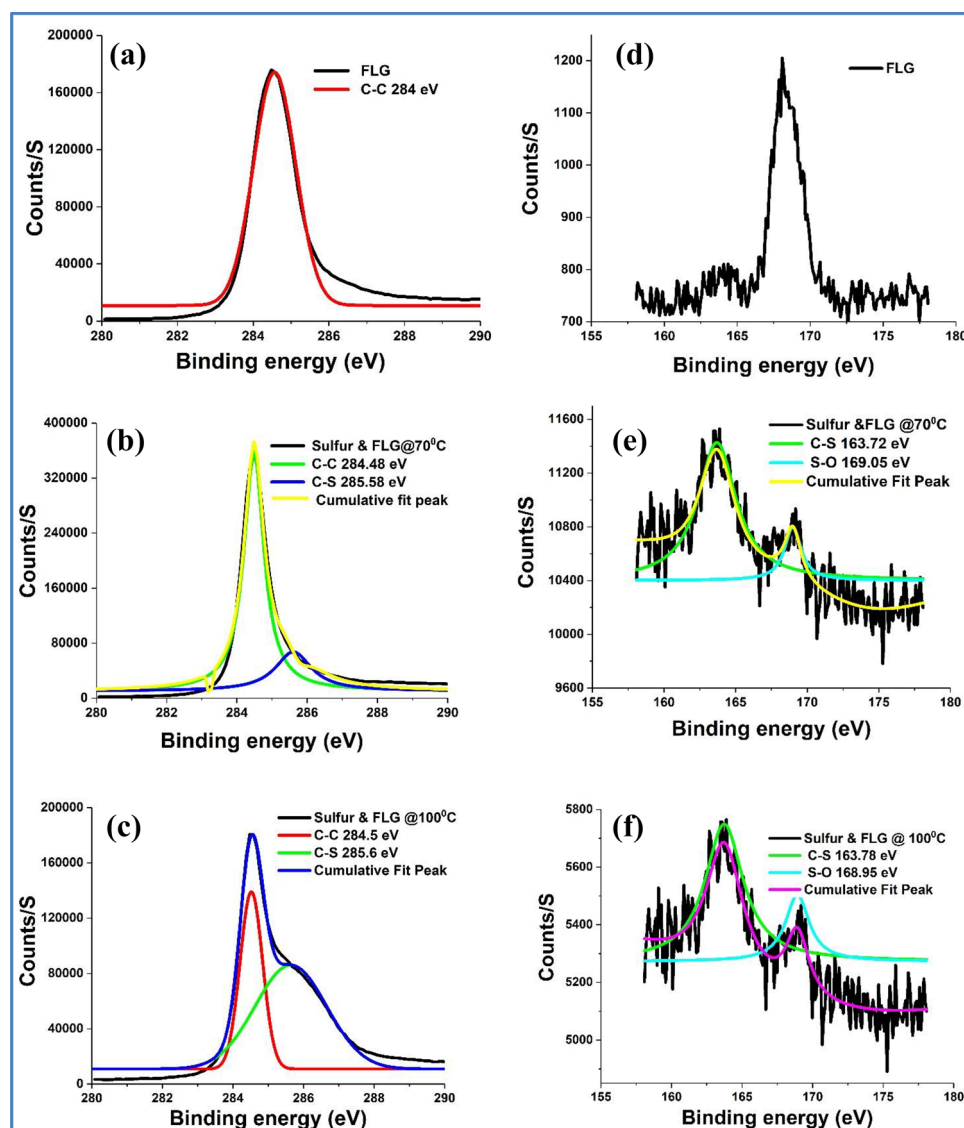 (a)
FLG
C-C 284 eV
200000
160000
120000
80000
40000
0
Counts/S
280 282 284 286 288 290
Binding energy (eV)
(d)
FLG
1200
1100
1000
900
800
700
Counts/S
155 160 165 170 175 180
Binding energy (eV)
(b)
Sulfur & FLG@70⁰C
C-C 284.48 eV
C-S 285.58 eV
Cumulative fit peak
400000
320000
240000
160000
80000
0
Counts/S
280 282 284 286 288 290
Binding energy (eV)
(e)
Sulfur &FLG @70⁰C
C-S 163.72 eV
S-O 169.05 eV
Cumulative Fit Peak
11600
11200
10800
10400
10000
9600
Counts/S
155 160 165 170 175 180
Binding energy (eV)
(c)
Sulfur & FLG @100⁰C
C-C 284.5 eV
C-S 285.6 eV
Cumulative Fit Peak
200000
160000
120000
80000
40000
0
Counts/S
280 282 284 286 288 290
Binding energy (eV)
(f)
Sulfur & FLG @ 100⁰C
C-S 163.78 eV
S-O 168.95 eV
Cumulative Fit Peak
5800
5600
5400
5200
5000
Counts/S
155 160 165 170 175 180
Binding energy (eV)